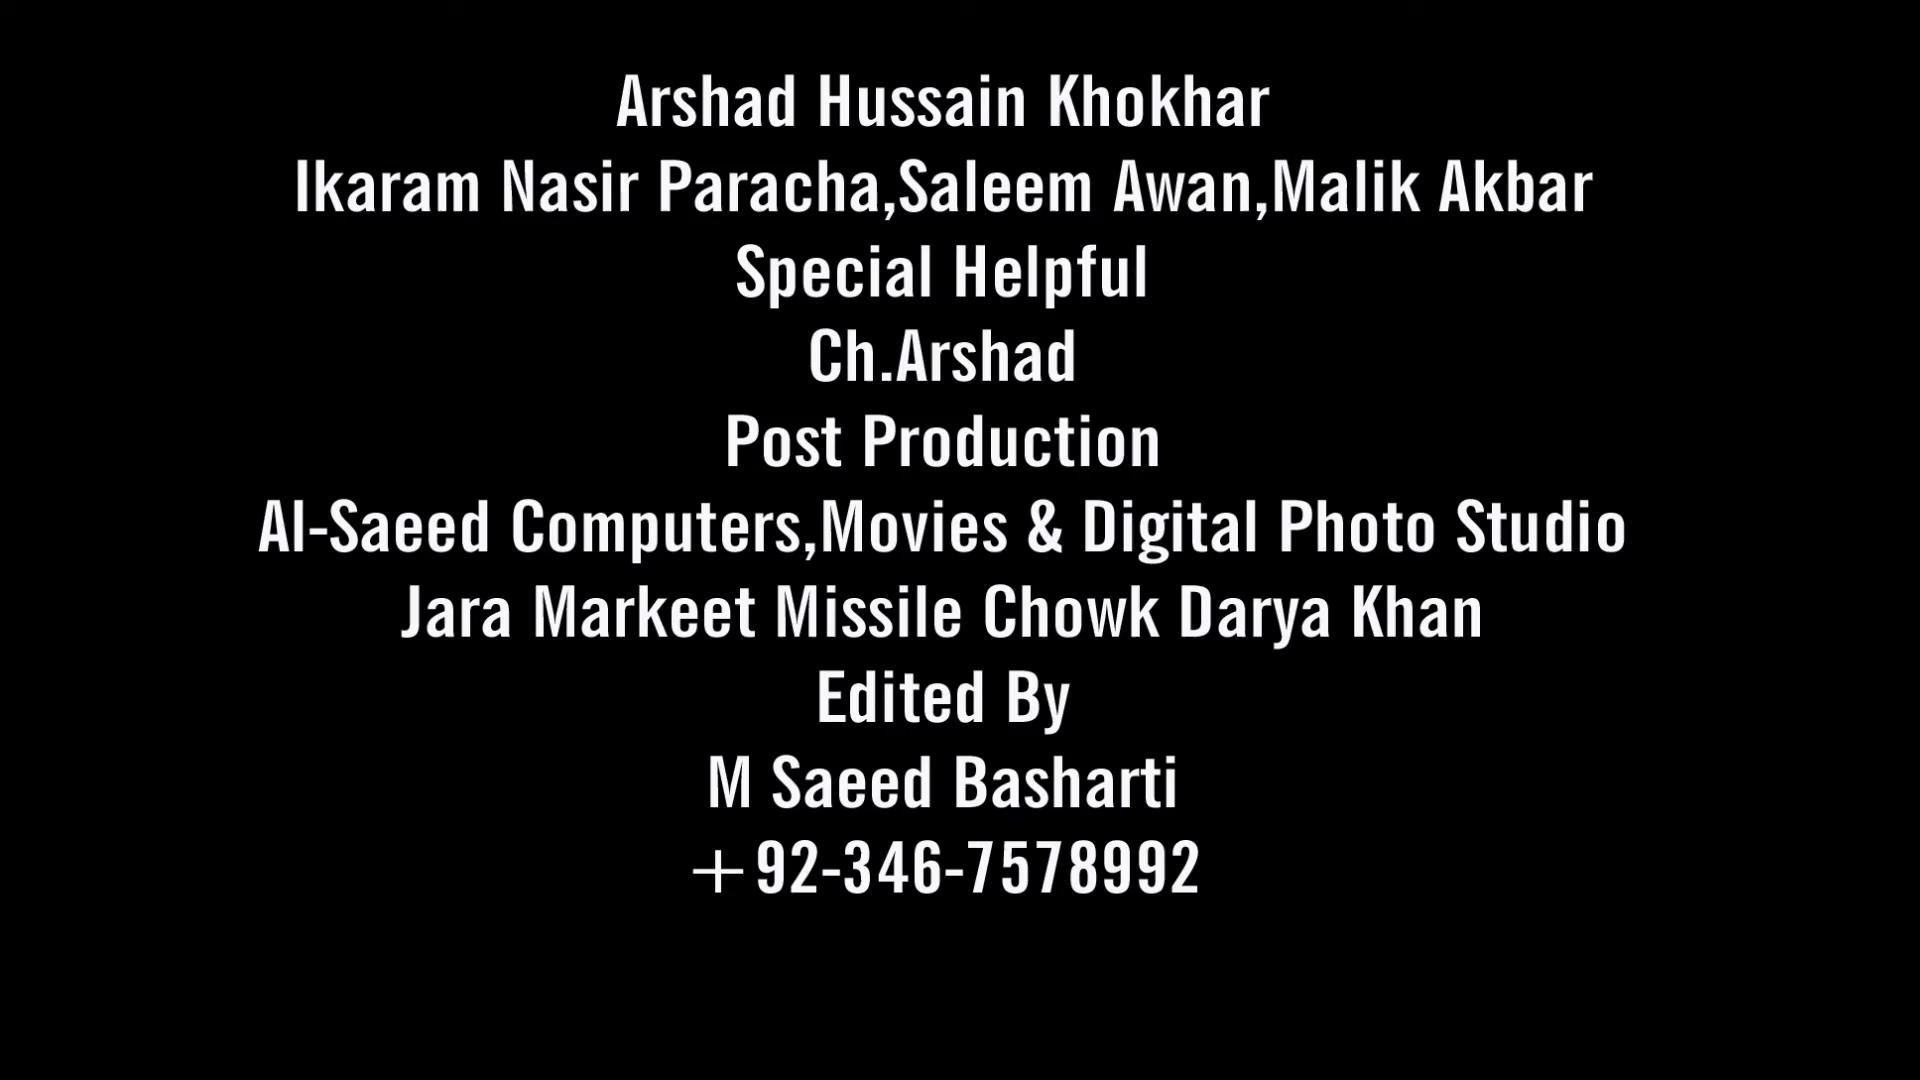 Arshad Hussain Khokhar
Ikaram Nasir Paracha,Saleem Awan,Malik Akbar
Special Helpful
Ch.Arshad
Post Production
Al-Saeed Computers,Movies & Digital Photo Studio
Jara Markeet Missile Chowk Darya Khan
Edited By
M Saeed Basharti
+92-346-7578992